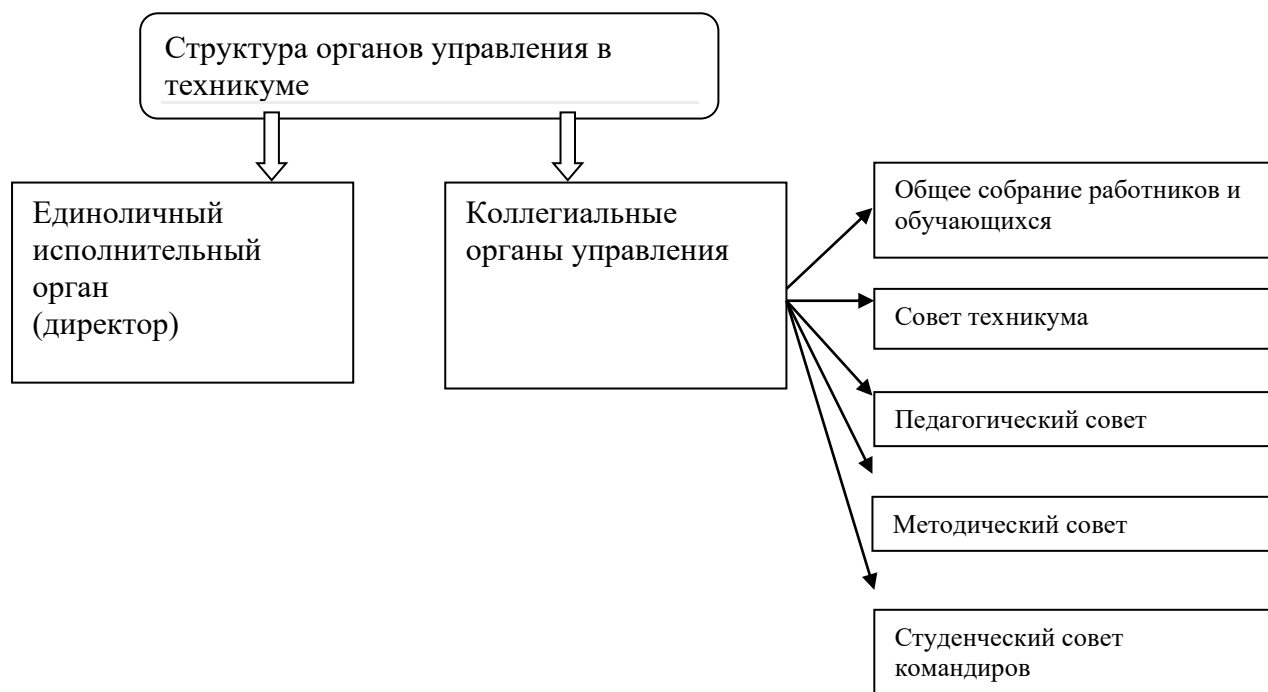 Структура органов управления в
техникуме
Единоличный
исполнительный
орган
(директор)
Коллегиальные
органы управления
Общее собрание работников и
обучающихся
Совет техникума
Педагогический совет
Методический совет
Студенческий совет
командиров